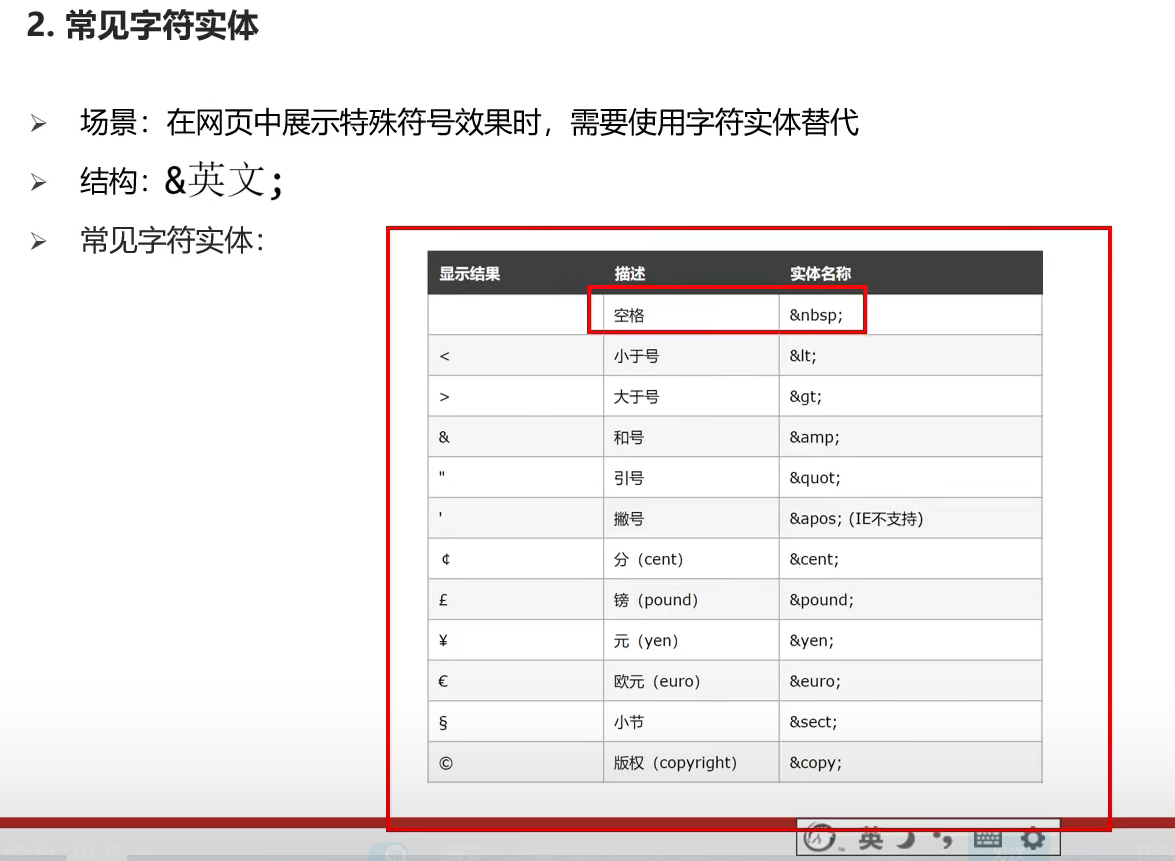 2. 常见字符实体
场景：在网页中展示特殊符号效果时，需要使用字符实体替代
结构：&英文;
常见字符实体：
显示结果 描述 实体名称
空格 &nbsp;
< 小于号 &lt;
> 大于号 &gt;
& 和号 &amp;
" 引号 &quot;
' 撇号 &apos; (IE不支持)
¢ 分（cent） &cent;
£ 镑（pound） &pound;
¥ 元（yen） &yen;
€ 欧元（euro） &euro;
§ 小节 &sect;
© 版权（copyright） &copy;
英